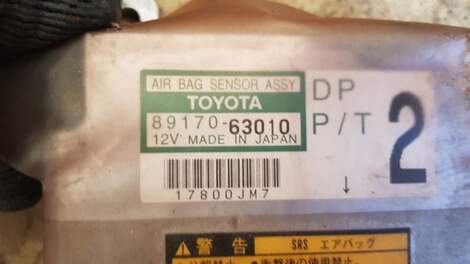 AIR BAG SENSOR ASSY
TOYOTA
89170-63010
12V MADE IN JAPAN
17800JM7
DP
P/T 2
↓
⚠警告 SRS エアバッグ